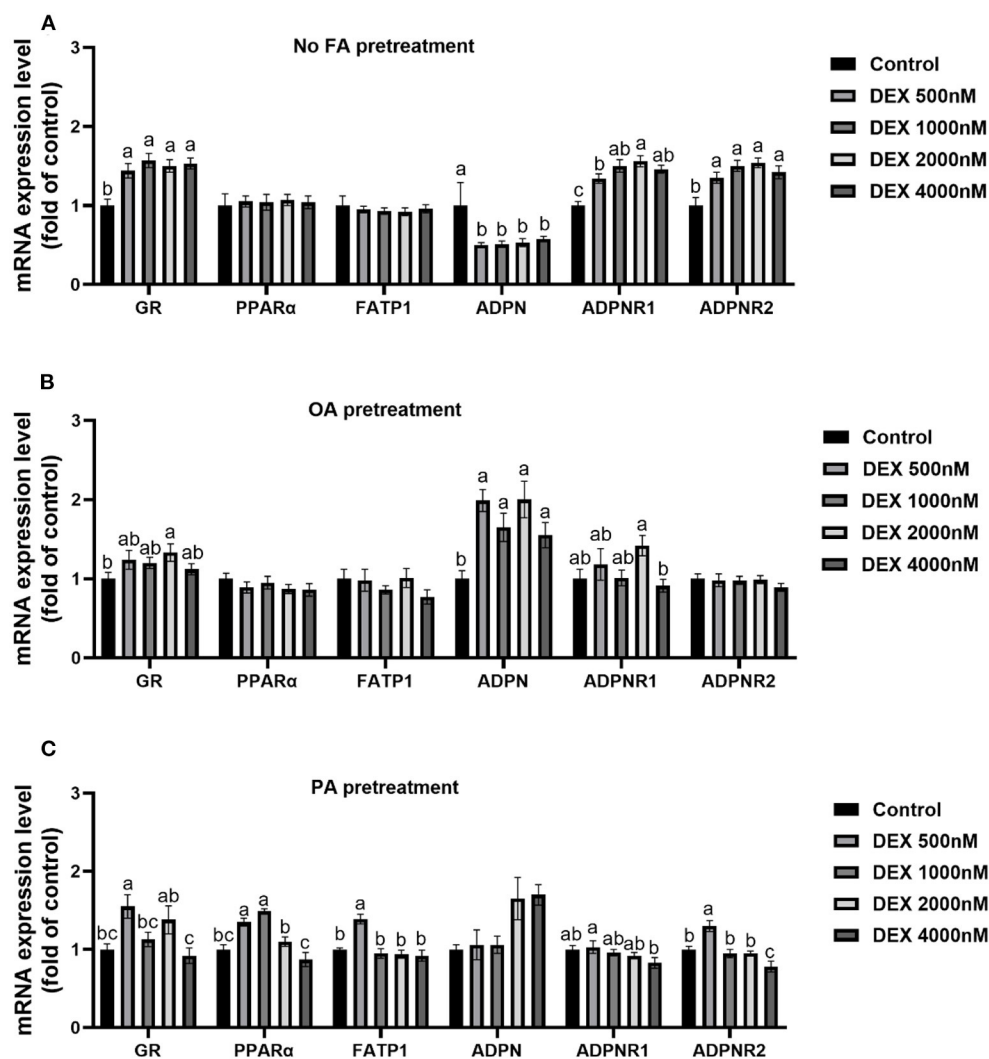 A
No FA pretreatment
mRNA expression level
(fold of control)
3
2
1
0
b a a a a
a b b b b
c b ab a ab
b a a a a
GR PPARα FATP1 ADPN ADPNR1 ADPNR2
Control
DEX 500nM
DEX 1000nM
DEX 2000nM
DEX 4000nM
B
OA pretreatment
mRNA expression level
(fold of control)
3
2
1
0
b ab ab a ab
b a a a a
ab ab ab a b
GR PPARα FATP1 ADPN ADPNR1 ADPNR2
Control
DEX 500nM
DEX 1000nM
DEX 2000nM
DEX 4000nM
C
PA pretreatment
mRNA expression level
(fold of control)
3
2
1
0
bc a bc ab c
bc a a b c
b a b b b
ab a ab ab b
b a b b c
GR PPARα FATP1 ADPN ADPNR1 ADPNR2
Control
DEX 500nM
DEX 1000nM
DEX 2000nM
DEX 4000nM